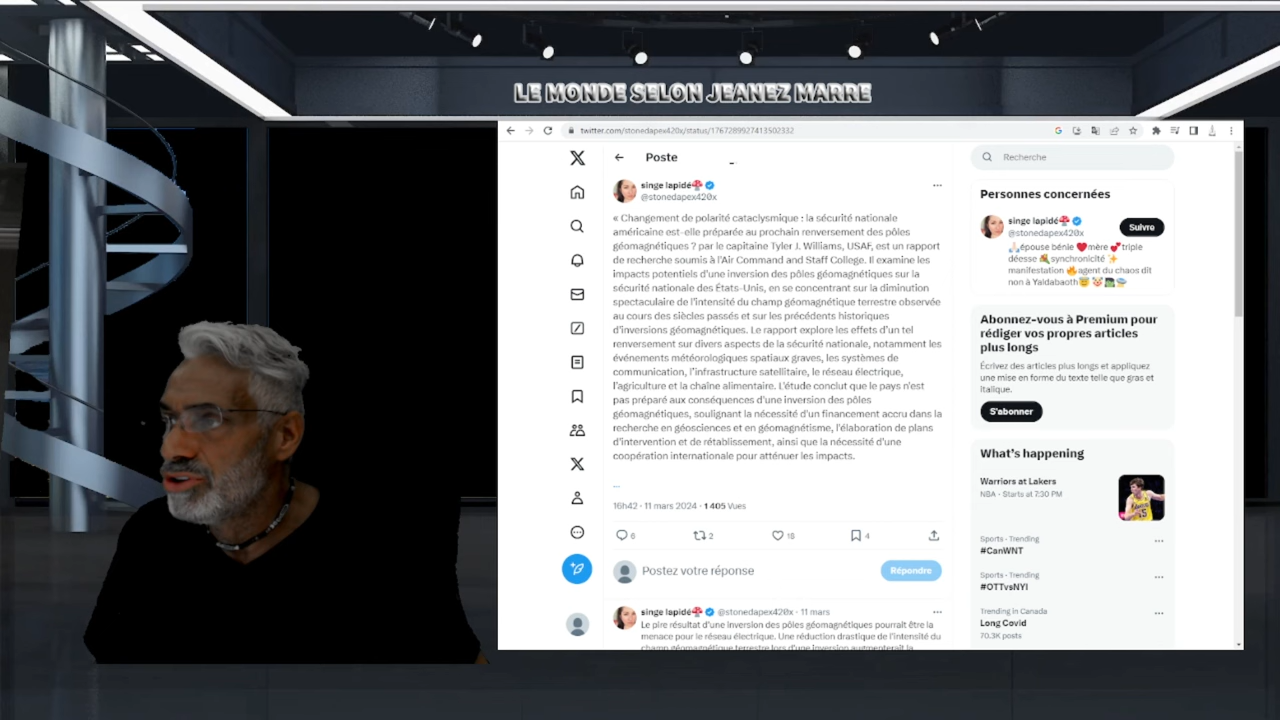 LE MONDE SELON JEANEZ MARRE
twitter.com/stonedapex420x/status/1767289927413502332
Poste
singe lapidé
@stonedapex420x
« Changement de polarité cataclysmique : la sécurité nationale
américaine est-elle préparée au prochain renversement des pôles
géomagnétiques ? par le capitaine Tyler J. Williams, USAF, est un rapport
de recherche soumis à l'Air Command and Staff College. Il examine les
impacts potentiels d'une inversion des pôles géomagnétiques sur la
sécurité nationale des États-Unis, en se concentrant sur la diminution
spectaculaire de l'intensité du champ géomagnétique terrestre observée
au cours des siècles passés et sur les précédents historiques
d'inversions géomagnétiques. Le rapport explore les effets d'un tel
renversement sur divers aspects de la sécurité nationale, notamment les
événements météorologiques spatiaux graves, les systèmes de
communication, l'infrastructure satellitaire, le réseau électrique,
l'agriculture et la chaîne alimentaire. L'étude conclut que le pays n'est
pas préparé aux conséquences d'une inversion des pôles
géomagnétiques, soulignant la nécessité d'un financement accru dans la
recherche en géosciences et en géomagnétisme, l'élaboration de plans
d'intervention et de rétablissement, ainsi que la nécessité d'une
coopération internationale pour atténuer les impacts.
...
16h42 · 11 mars 2024 · 1 405 Vues
6 2 19 4
Postez votre réponse
Répondre
singe lapidé @stonedapex420x · 11 mars
Le pire résultat d'une inversion des pôles géomagnétiques pourrait être la
menace pour le réseau électrique. Une réduction drastique de l'intensité du
champ géomagnétique terrestre lors d'une inversion augmenterait la
Recherche
Personnes concernées
singe lapidé
@stonedapex420x
Suivre
épouse bénie mère triple
déesse synchronicité
manifestation agent du chaos dit
non à Yaldabaoth
Abonnez-vous à Premium pour
rédiger vos propres articles
plus longs
Écrivez des articles plus longs et appliquez
une mise en forme du texte telle que gras et
italique.
S'abonner
What's happening
Warriors at Lakers
NBA - Starts at 7:30 PM
Sports · Trending
#CanWNT
Sports · Trending
#OTTvsNYI
Trending in Canada
Long Covid
70.3K posts